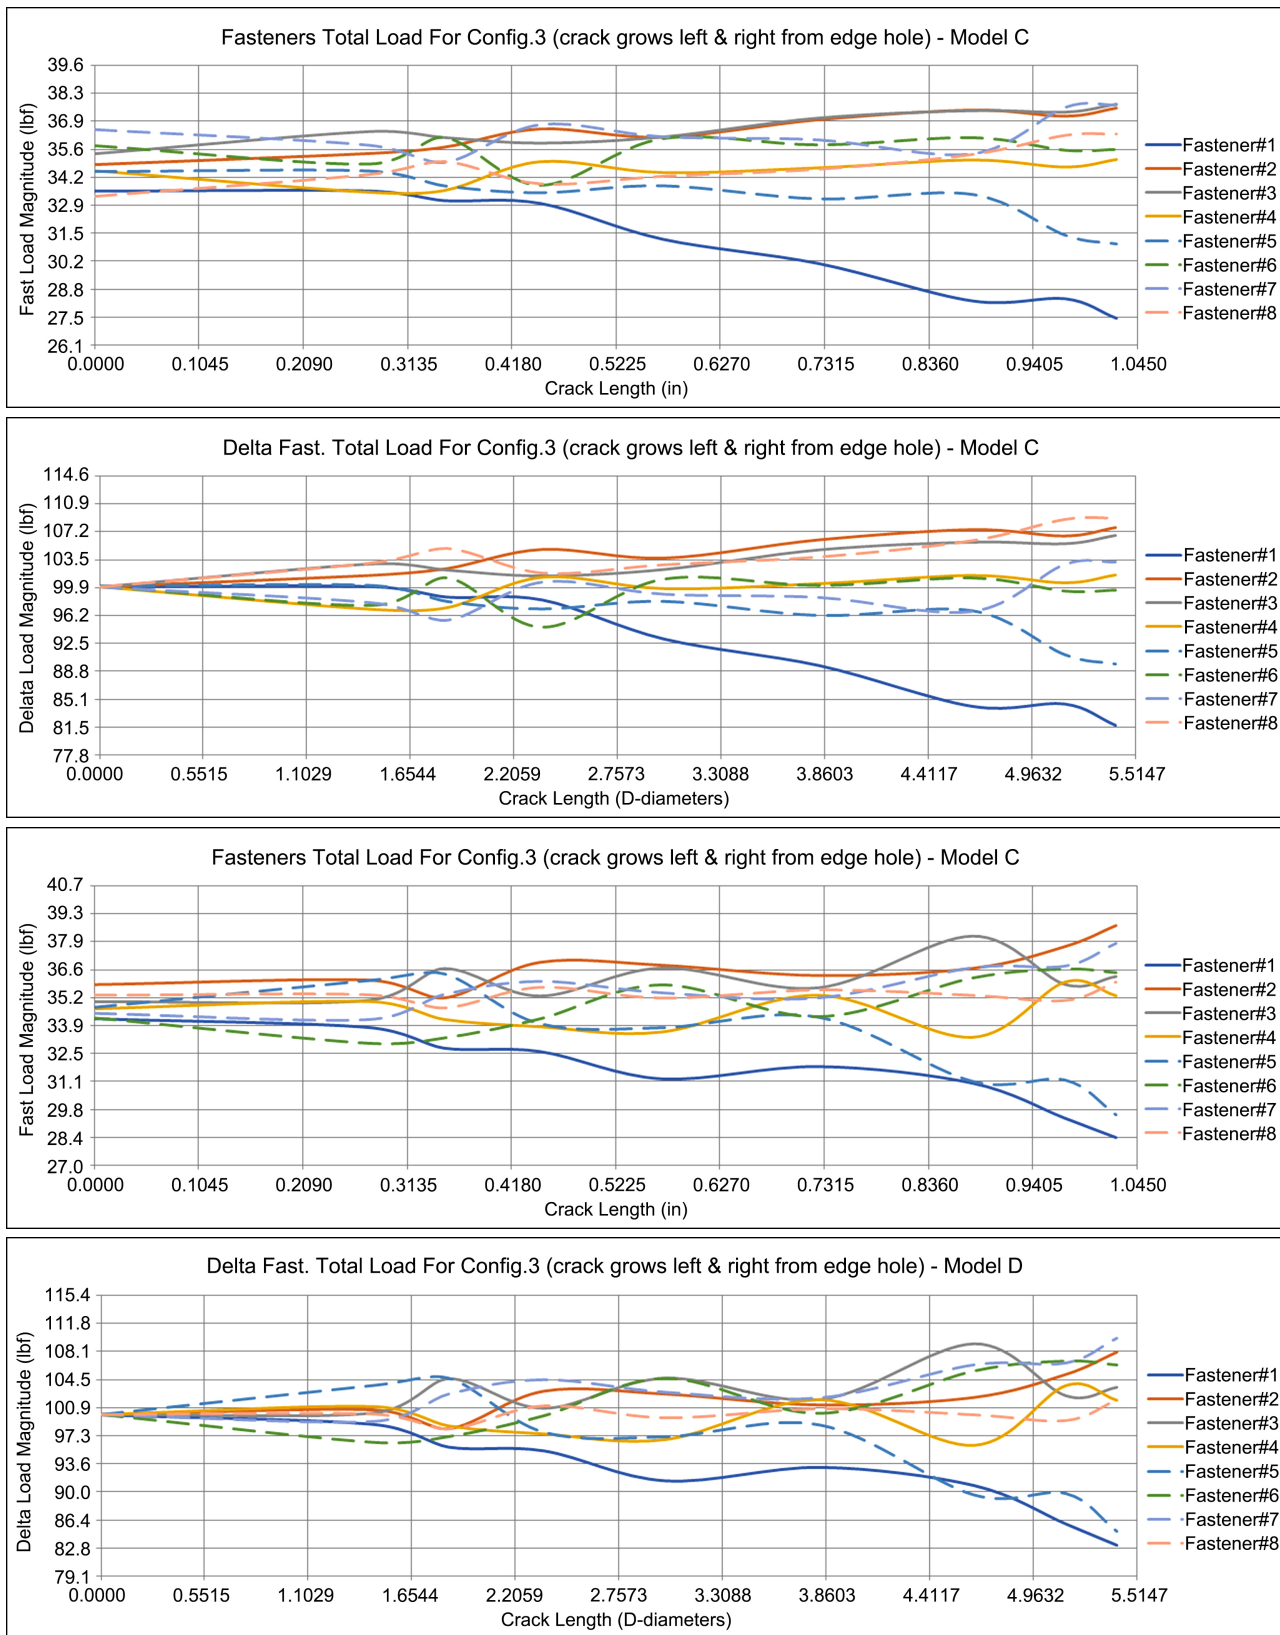 Fasteners Total Load For Config.3 (crack grows left & right from edge hole) - Model C
Fast Load Magnitude (lbf)
39.6
38.3
36.9
35.6
34.2
32.9
31.5
30.2
28.8
27.5
26.1
0.0000 0.1045 0.2090 0.3135 0.4180 0.5225 0.6270 0.7315 0.8360 0.9405 1.0450
Crack Length (in)
Fastener#1
Fastener#2
Fastener#3
Fastener#4
Fastener#5
Fastener#6
Fastener#7
Fastener#8
Delta Fast. Total Load For Config.3 (crack grows left & right from edge hole) - Model C
Delata Load Magnitude (lbf)
114.6
110.9
107.2
103.5
99.9
96.2
92.5
88.8
85.1
81.5
77.8
0.0000 0.5515 1.1029 1.6544 2.2059 2.7573 3.3088 3.8603 4.4117 4.9632 5.5147
Crack Length (D-diameters)
Fastener#1
Fastener#2
Fastener#3
Fastener#4
Fastener#5
Fastener#6
Fastener#7
Fastener#8
Fasteners Total Load For Config.3 (crack grows left & right from edge hole) - Model C
Fast Load Magnitude (lbf)
40.7
39.3
37.9
36.6
35.2
33.9
32.5
31.1
29.8
28.4
27.0
0.0000 0.1045 0.2090 0.3135 0.4180 0.5225 0.6270 0.7315 0.8360 0.9405 1.0450
Crack Length (in)
Fastener#1
Fastener#2
Fastener#3
Fastener#4
Fastener#5
Fastener#6
Fastener#7
Fastener#8
Delta Fast. Total Load For Config.3 (crack grows left & right from edge hole) - Model D
Delta Load Magnitude (lbf)
115.4
111.8
108.1
104.5
100.9
97.3
93.6
90.0
86.4
82.8
79.1
0.0000 0.5515 1.1029 1.6544 2.2059 2.7573 3.3088 3.8603 4.4117 4.9632 5.5147
Crack Length (D-diameters)
Fastener#1
Fastener#2
Fastener#3
Fastener#4
Fastener#5
Fastener#6
Fastener#7
Fastener#8